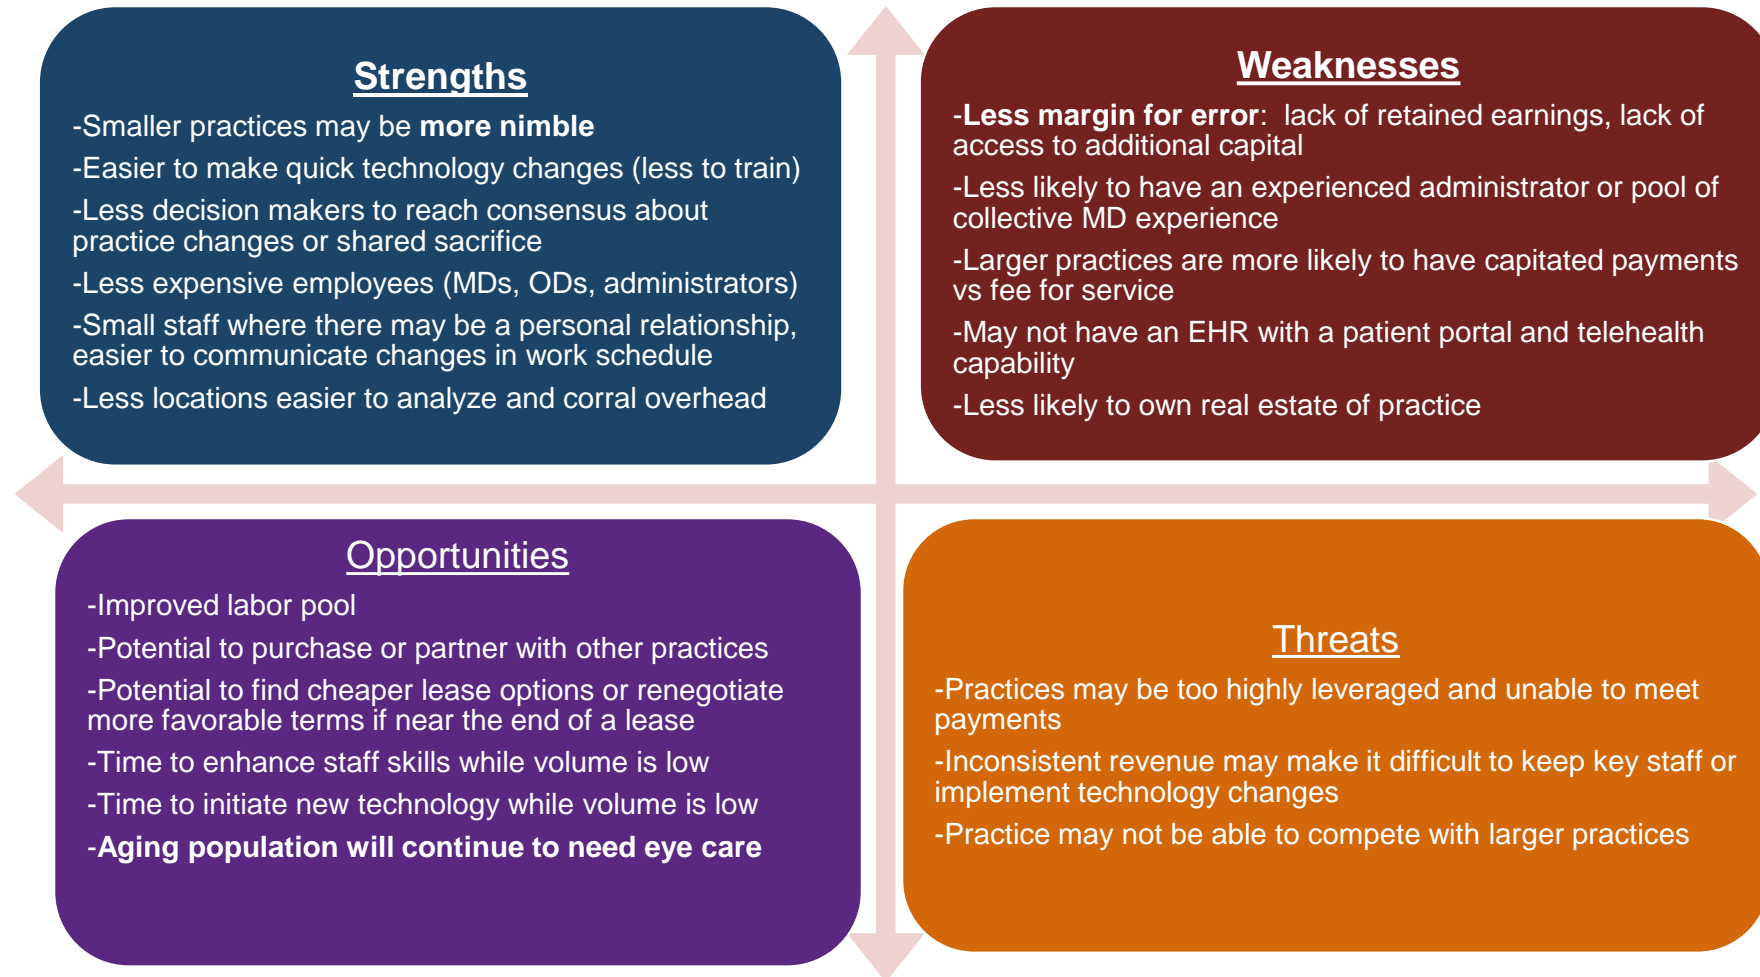 Strengths
-Smaller practices may be more nimble
-Easier to make quick technology changes (less to train)
-Less decision makers to reach consensus about
practice changes or shared sacrifice
-Less expensive employees (MDs, ODs, administrators)
-Small staff where there may be a personal relationship,
easier to communicate changes in work schedule
-Less locations easier to analyze and corral overhead
Weaknesses
-Less margin for error:  lack of retained earnings, lack of
access to additional capital
-Less likely to have an experienced administrator or pool of
collective MD experience
-Larger practices are more likely to have capitated payments
vs fee for service
-May not have an EHR with a patient portal and telehealth
capability
-Less likely to own real estate of practice
Opportunities
-Improved labor pool
-Potential to purchase or partner with other practices
-Potential to find cheaper lease options or renegotiate
more favorable terms if near the end of a lease
-Time to enhance staff skills while volume is low
-Time to initiate new technology while volume is low
-Aging population will continue to need eye care
Threats
-Practices may be too highly leveraged and unable to meet
payments
-Inconsistent revenue may make it difficult to keep key staff or
implement technology changes
-Practice may not be able to compete with larger practices